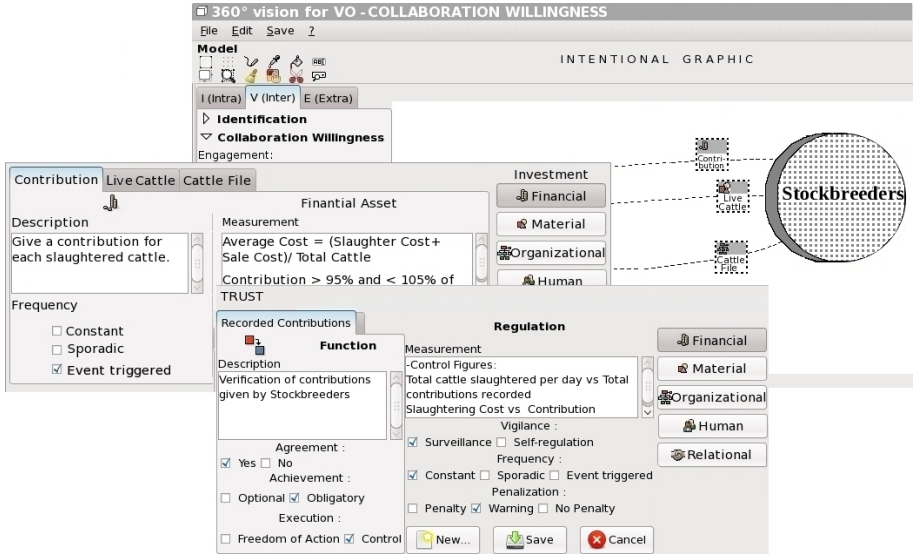 360° vision for VO - COLLABORATION WILLINGNESS
File Edit Save ?
Model
INTENTIONAL GRAPHIC
I (Intra) V (Inter) E (Extra)
Identification
Collaboration Willingness
Engagement:
Contri-
bution
Live
Cattle
Cattle
File
Stockbreeders
Contribution Live Cattle Cattle File
Investment
Finantial Asset
Description
Give a contribution for
each slaughtered cattle.
Frequency
Constant
Sporadic
Event triggered
Measurement
Average Cost = (Slaughter Cost+
Sale Cost)/ Total Cattle
Contribution > 95% and < 105% of
Financial
Material
Organizational
Human
TRUST
Recorded Contributions
Function
Description
Verification of contributions
given by Stockbreeders
Agreement :
Yes No
Achievement :
Optional Obligatory
Execution :
Freedom of Action Control
Regulation
Measurement
-Control Figures:
Total cattle slaughtered per day vs Total
contributions recorded
Slaughtering Cost vs Contribution
Vigilance :
Surveillance Self-regulation
Frequency :
Constant Sporadic Event triggered
Penalization :
Penalty Warning No Penalty
New... Save Cancel
Financial
Material
Organizational
Human
Relational